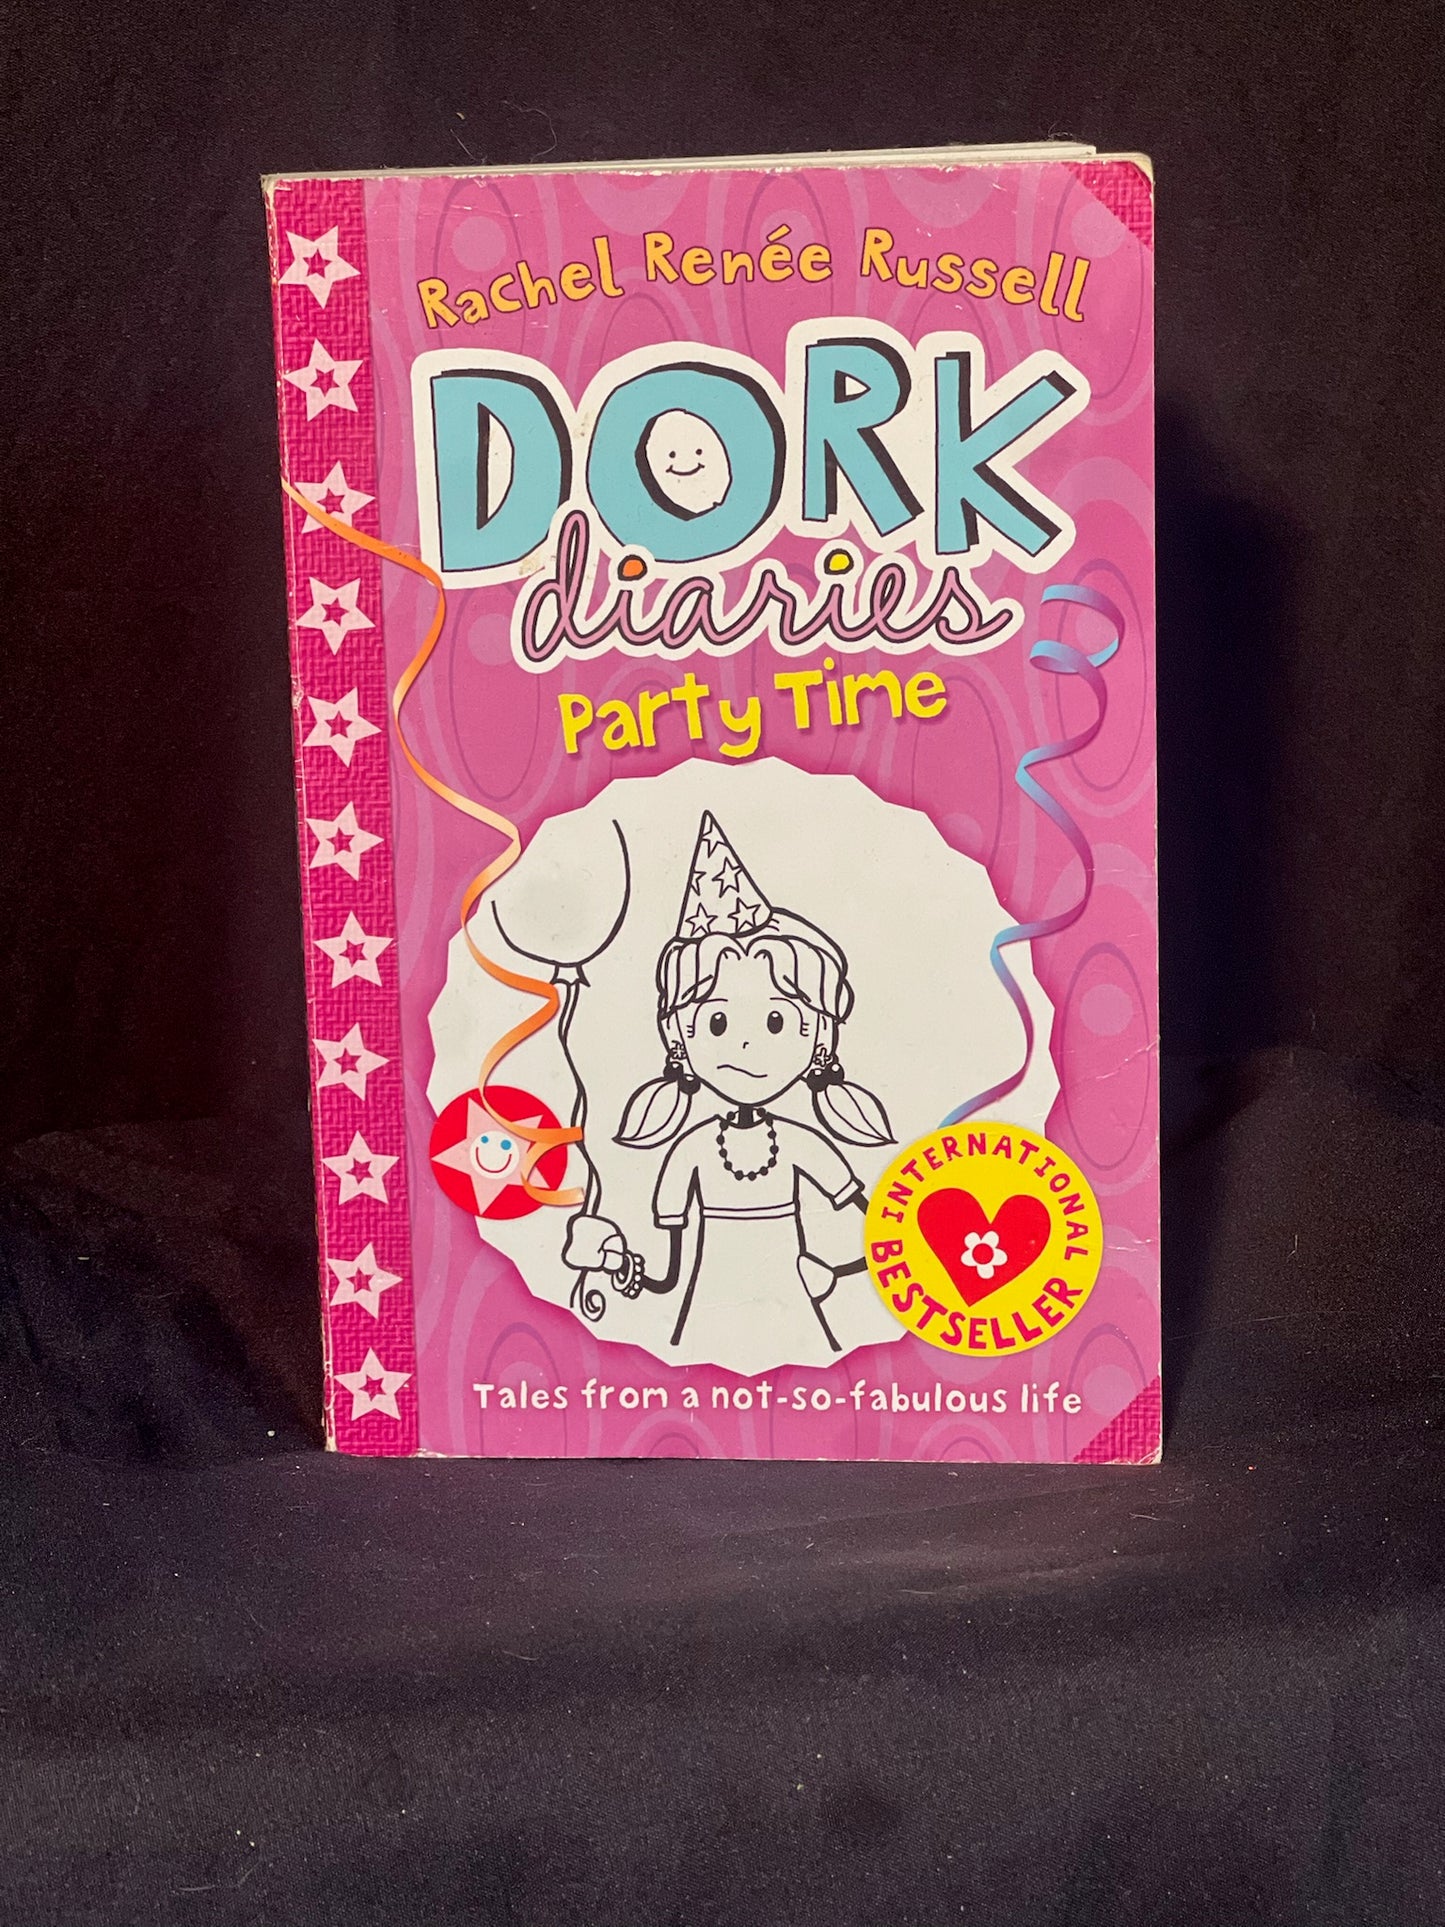 Rachel Renée Russell
DORK
diaries
Party Time
INTERNATIONAL
BESTSELLER
Tales from a not-so-fabulous life